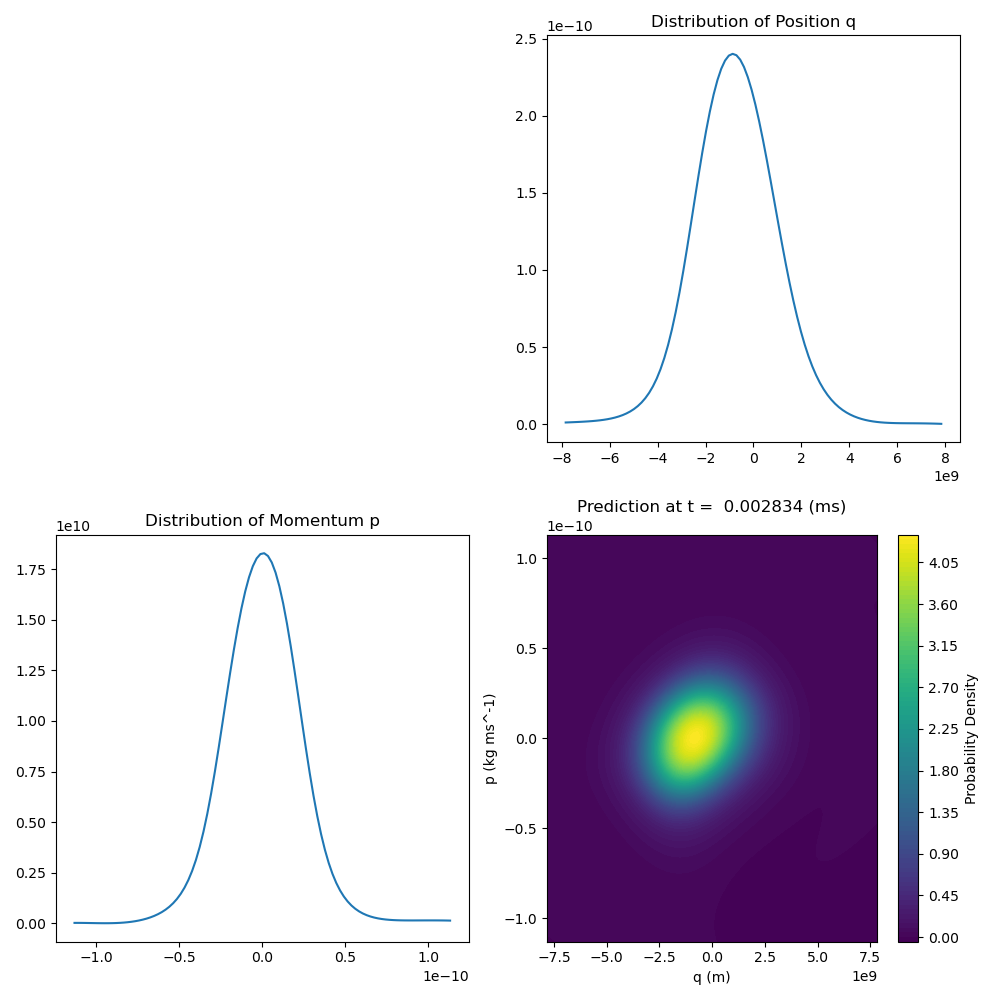 Distribution of Position q
1e−10
2.5
2.0
1.5
1.0
0.5
0.0
−8 −6 −4 −2 0 2 4 6 8
1e9
Distribution of Momentum p
1e10
1.75
1.50
1.25
1.00
0.75
0.50
0.25
0.00
−1.0 −0.5 0.0 0.5 1.0
1e−10
Prediction at t =  0.002834 (ms)
1e−10
1.0
0.5
0.0
−0.5
−1.0
p (kg ms^-1)
−7.5 −5.0 −2.5 0.0 2.5 5.0 7.5
1e9
q (m)
4.05
3.60
3.15
2.70
2.25
1.80
1.35
0.90
0.45
0.00
Probability Density